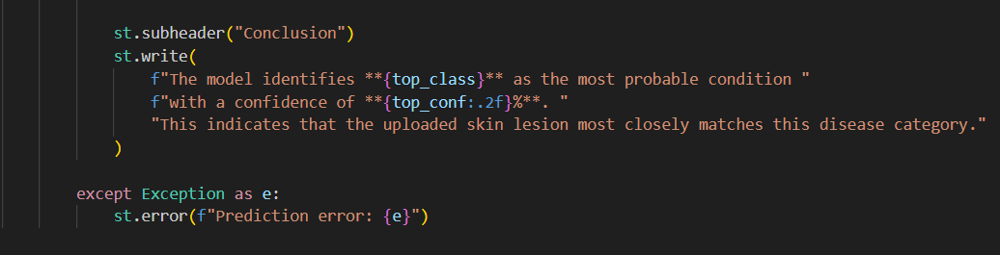 st.subheader("Conclusion")
st.write(
f"The model identifies **{top_class}** as the most probable condition "
f"with a confidence of **{top_conf:.2f}%**. "
"This indicates that the uploaded skin lesion most closely matches this disease category."
)
except Exception as e:
st.error(f"Prediction error: {e}")